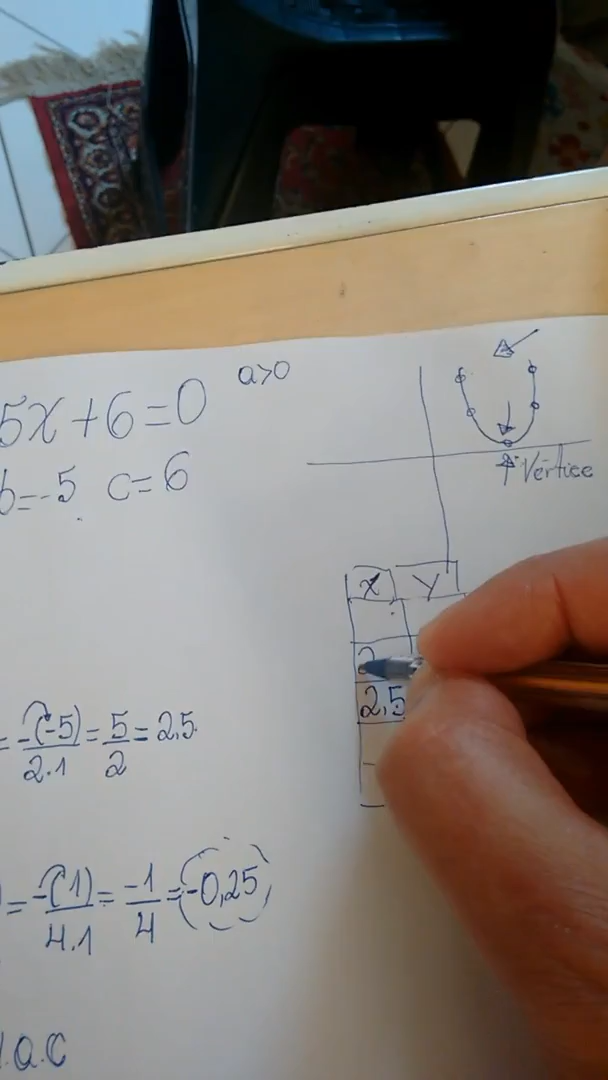 5x+6=0 a>0
b=-5 c=6
Vértice
X Y
2
2,5
= -(-5)/2.1 = 5/2 = 2,5
= -(1)/4.1 = -1/4 = -0,25
.a.c